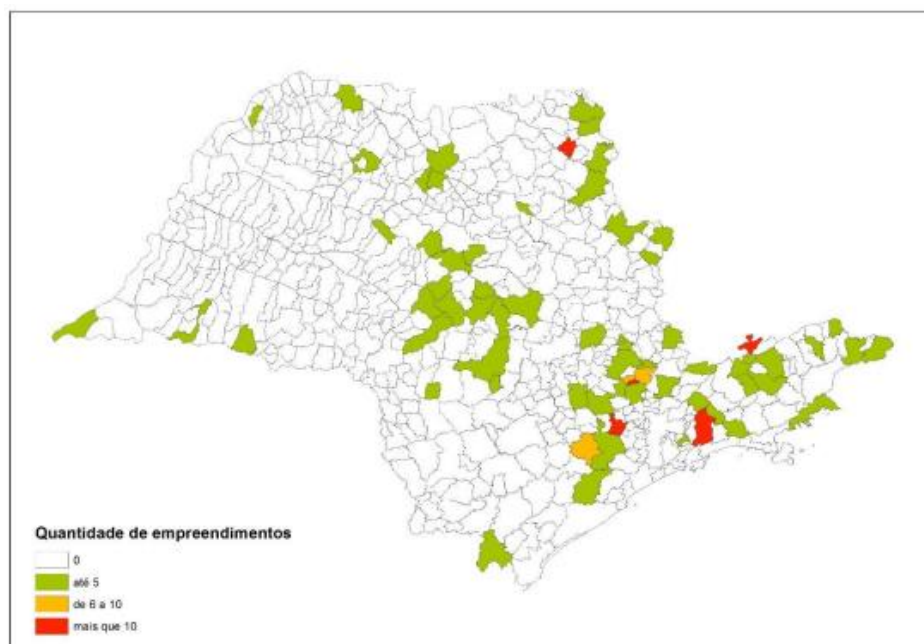 Quantidade de empreendimentos
0
até 5
de 6 a 10
mais que 10